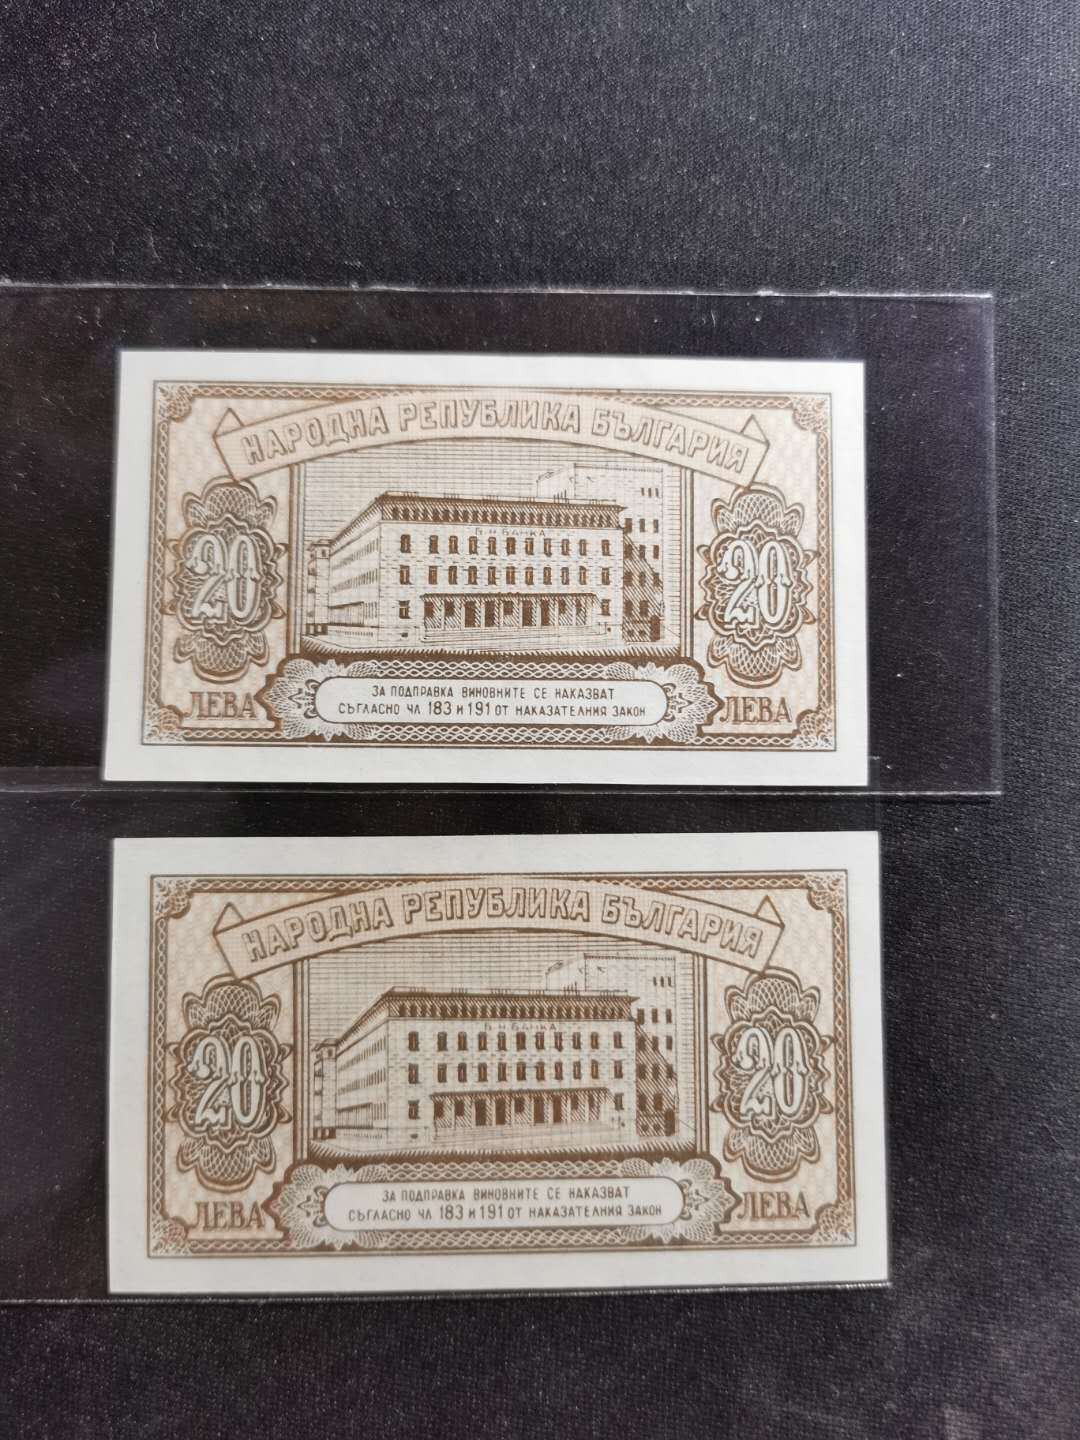 НАРОДНА РЕПУБЛИКА БЪЛГАРИЯ
Б.Н.БАНКА
20
20
ЛЕВА
ЗА ПОДПРАВКА ВИНОВНИТЕ СЕ НАКАЗВАТ
СЪГЛАСНО ЧЛ 183 И 191 ОТ НАКАЗАТЕЛНИЯ ЗАКОН
ЛЕВА
НАРОДНА РЕПУБЛИКА БЪЛГАРИЯ
Б.Н.БАНКА
20
20
ЛЕВА
ЗА ПОДПРАВКА ВИНОВНИТЕ СЕ НАКАЗВАТ
СЪГЛАСНО ЧЛ 183 И 191 ОТ НАКАЗАТЕЛНИЯ ЗАКОН
ЛЕВА